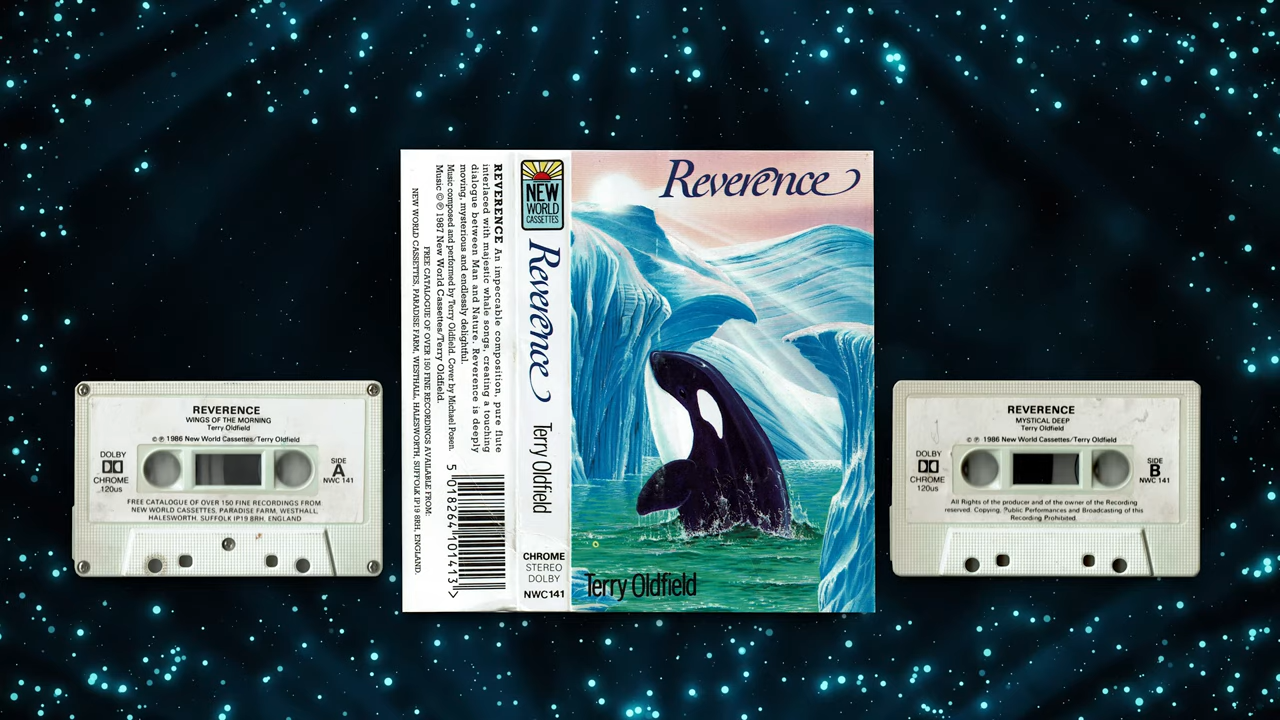 REVERENCE
WINGS OF THE MORNING
Terry Oldfield
© ℗ 1986 New World Cassettes/Terry Oldfield
DOLBY
CHROME
120us
SIDE
A
NWC 141
FREE CATALOGUE OF OVER 150 FINE RECORDINGS FROM
NEW WORLD CASSETTES, PARADISE FARM, WESTHALL,
HALESWORTH, SUFFOLK IP19 8RH, ENGLAND
REVERENCE An impeccable composition, pure flute
interlaced with majestic whale songs, creating a touching
dialogue between Man and Nature. Reverence is deeply
moving, mysterious and endlessly delightful.
Music composed and performed by Terry Oldfield. Cover by Michael Posen.
Music © ℗ 1987 New World Cassettes/Terry Oldfield.
FREE CATALOGUE OF OVER 150 FINE RECORDINGS AVAILABLE FROM:
NEW WORLD CASSETTES, PARADISE FARM, WESTHALL, HALESWORTH, SUFFOLK IP19 8RH, ENGLAND.
5 018264 101413 >
NEW
WORLD
CASSETTES
Reverence
Terry Oldfield
CHROME
STEREO
DOLBY
NWC141
Reverence
Terry Oldfield
REVERENCE
MYSTICAL DEEP
Terry Oldfield
© ℗ 1986 New World Cassettes/Terry Oldfield
DOLBY
CHROME
120us
SIDE
B
NWC 141
All Rights of the producer and of the owner of the Recording
reserved. Copying, Public Performances and Broadcasting of this
Recording Prohibited.